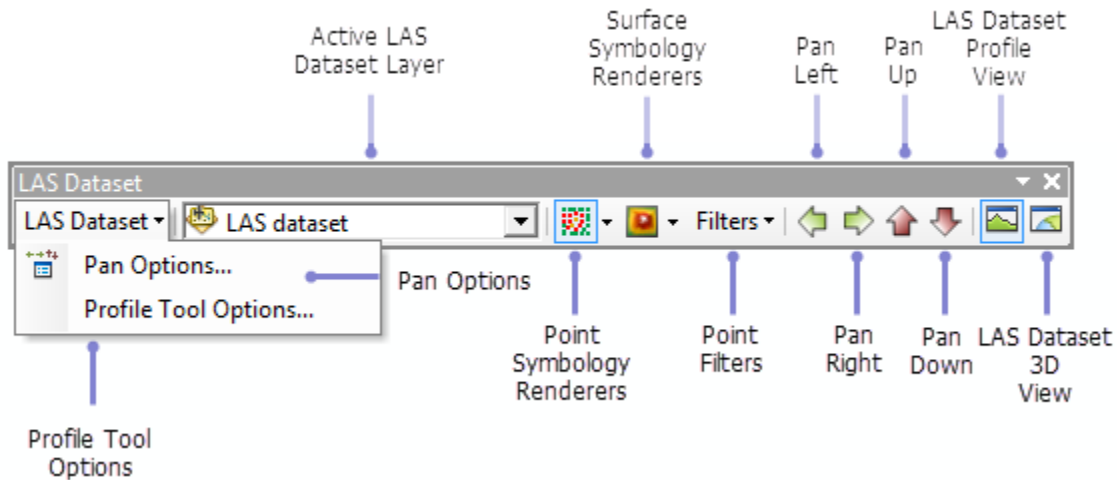 Active LAS
Dataset Layer
Surface
Symbology
Renderers
Pan
Left
Pan
Up
LAS Dataset
Profile
View
LAS Dataset
LAS Dataset
LAS dataset
Filters
Pan Options...
Profile Tool Options...
Pan Options
Point
Symbology
Renderers
Point
Filters
Pan
Right
Pan
Down
LAS Dataset
3D
View
Profile Tool
Options